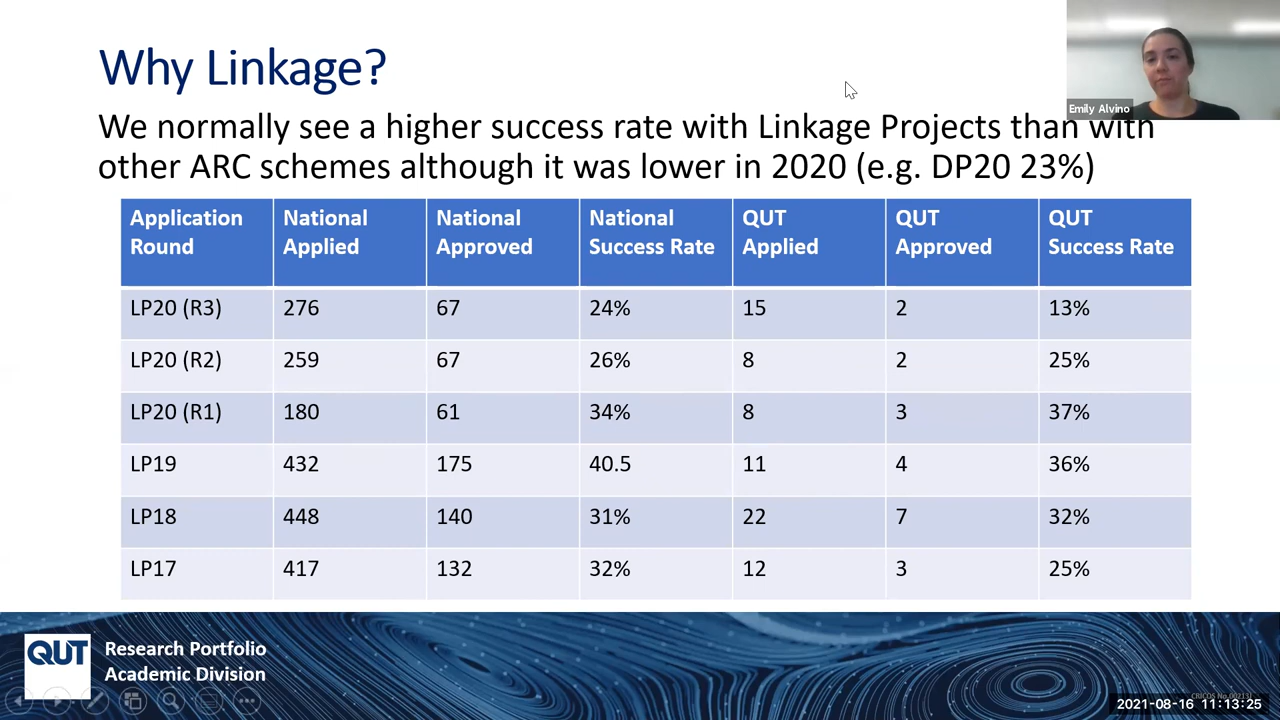 Why Linkage?
Emily Alvino
We normally see a higher success rate with Linkage Projects than with
other ARC schemes although it was lower in 2020 (e.g. DP20 23%)
Application Round National Applied National Approved National Success Rate QUT Applied QUT Approved QUT Success Rate
LP20 (R3) 276 67 24% 15 2 13%
LP20 (R2) 259 67 26% 8 2 25%
LP20 (R1) 180 61 34% 8 3 37%
LP19 432 175 40.5 11 4 36%
LP18 448 140 31% 22 7 32%
LP17 417 132 32% 12 3 25%
QUT
Research Portfolio
Academic Division
2021-08-16 11:13:25